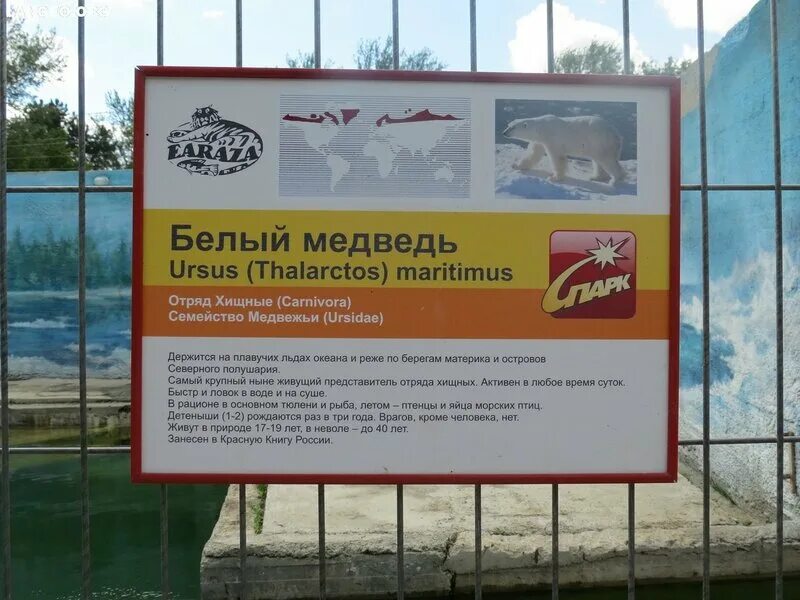 EARAZA
Белый медведь
Ursus (Thalarctos) maritimus
СПАРК
Отряд Хищные (Carnivora)
Семейство Медвежьи (Ursidae)
Держится на плавучих льдах океана и реже по берегам материка и островов
Северного полушария.
Самый крупный ныне живущий представитель отряда хищных. Активен в любое время суток.
Быстр и ловок в воде и на суше.
В рационе в основном тюлени и рыба, летом – птенцы и яйца морских птиц.
Детеныши (1-2) рождаются раз в три года. Врагов, кроме человека, нет.
Живут в природе 17-19 лет, в неволе – до 40 лет.
Занесен в Красную Книгу России.